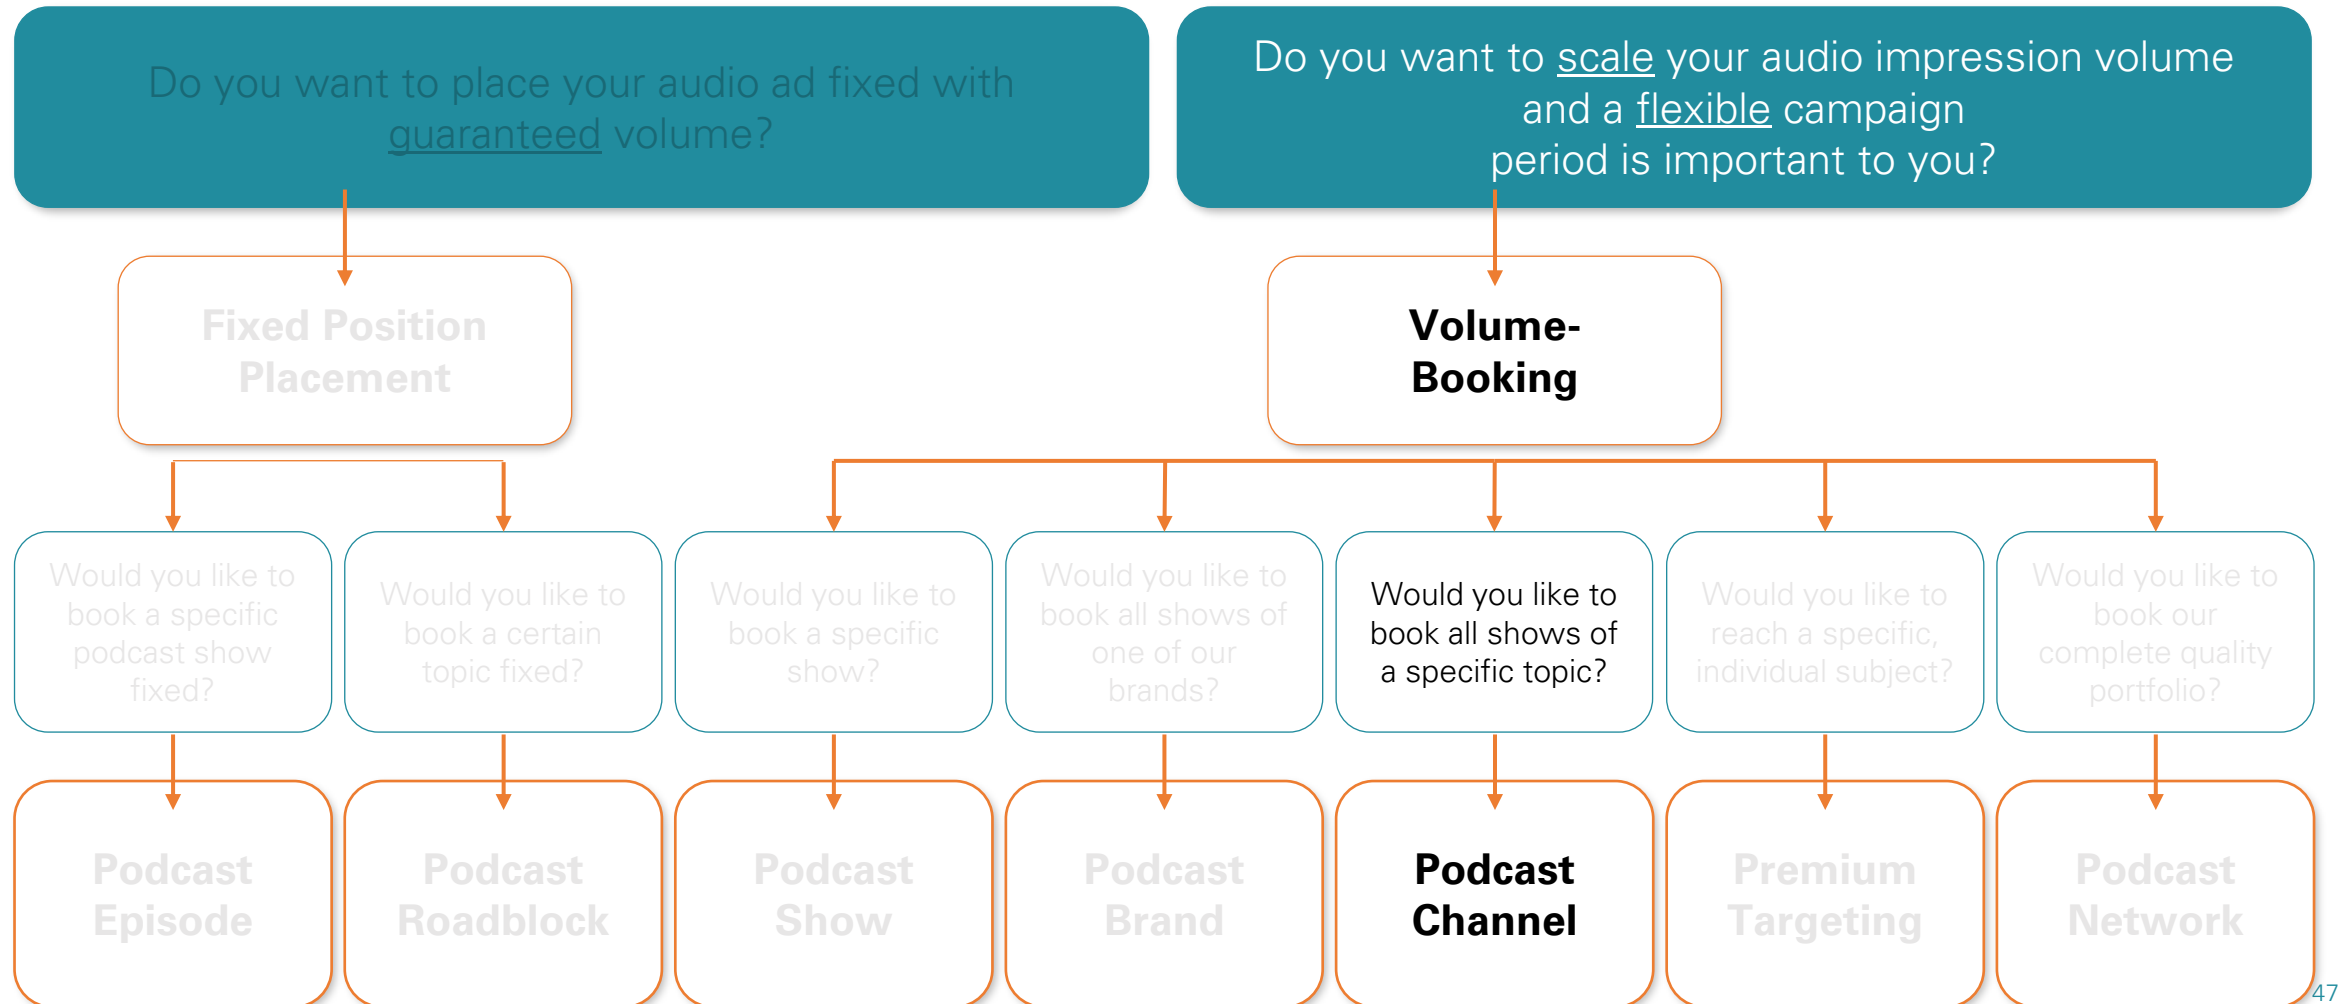 Do you want to place your audio ad fixed with
guaranteed volume?
Do you want to scale your audio impression volume
and a flexible campaign
period is important to you?
Fixed Position
Placement
Volume-
Booking
Would you like to
book a specific
podcast show
fixed?
Would you like to
book a certain
topic fixed?
Would you like to
book a specific
show?
Would you like to
book all shows of
one of our
brands?
Would you like to
book all shows of
a specific topic?
Would you like to
reach a specific,
individual subject?
Would you like to
book our
complete quality
portfolio?
Podcast
Episode
Podcast
Roadblock
Podcast
Show
Podcast
Brand
Podcast
Channel
Premium
Targeting
Podcast
Network
47